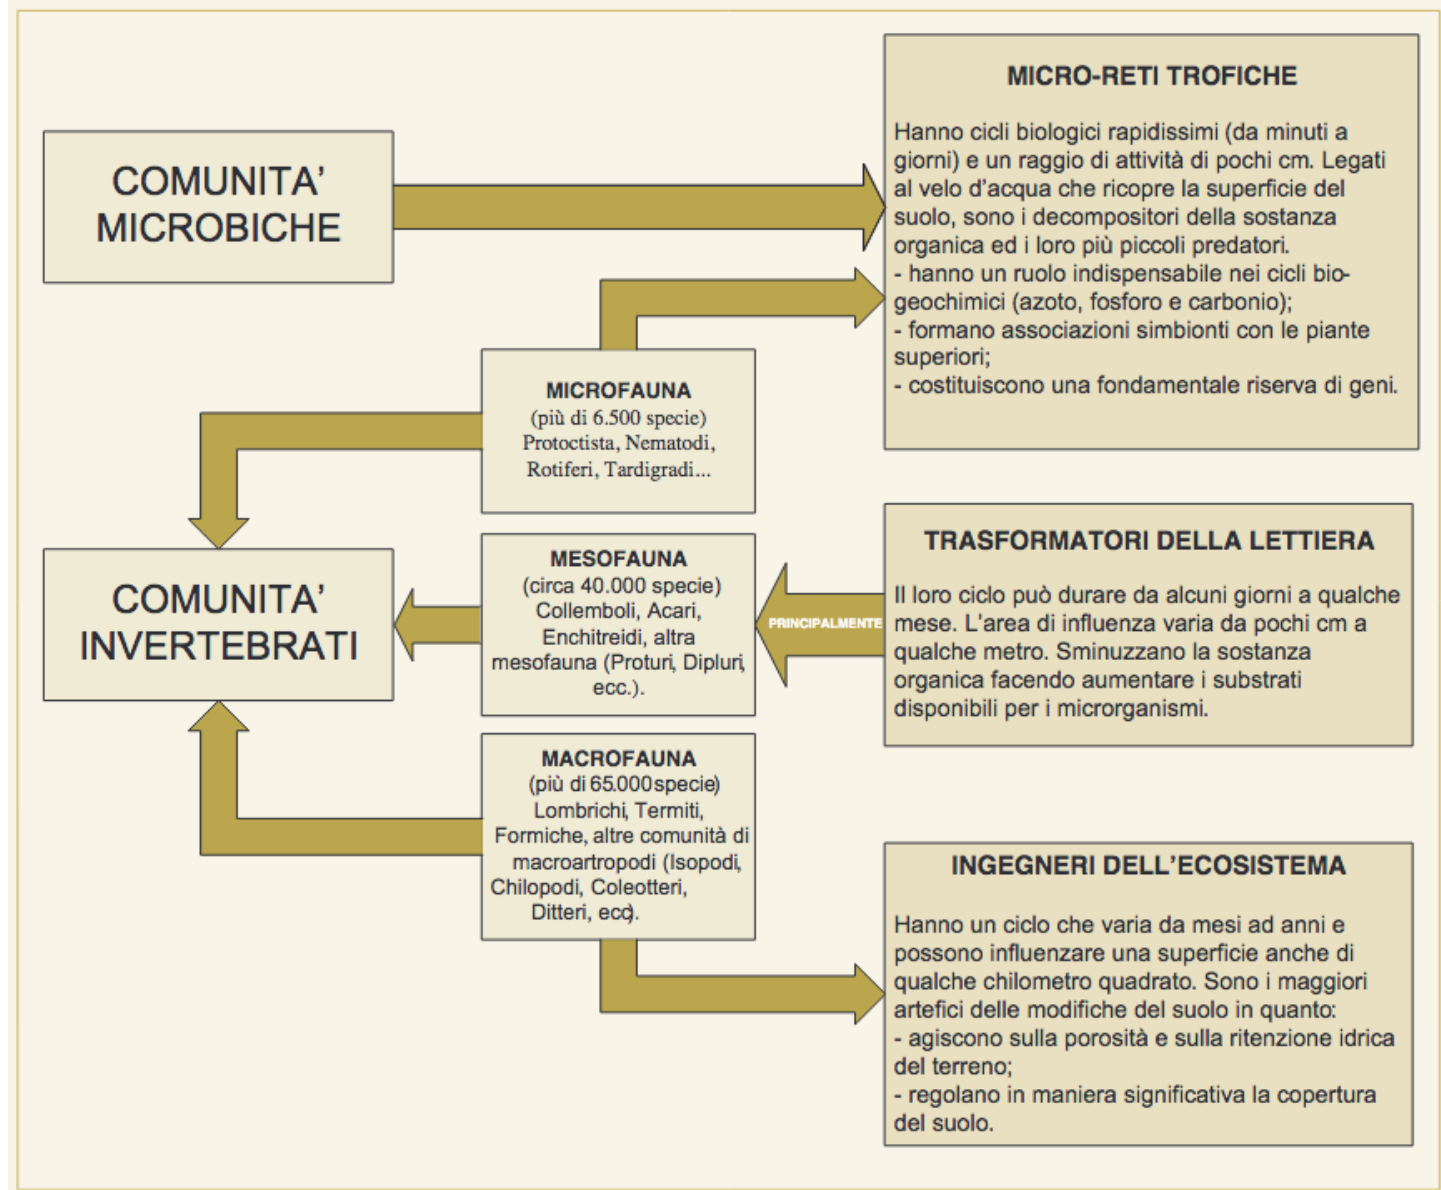 COMUNITA’
MICROBICHE
MICRO-RETI TROFICHE
Hanno cicli biologici rapidissimi (da minuti a
giorni) e un raggio di attività di pochi cm. Legati
al velo d’acqua che ricopre la superficie del
suolo, sono i decompositori della sostanza
organica ed i loro più piccoli predatori.
- hanno un ruolo indispensabile nei cicli bio-
geochimici (azoto, fosforo e carbonio);
- formano associazioni simbionti con le piante
superiori;
- costituiscono una fondamentale riserva di geni.
MICROFAUNA
(più di 6.500 specie)
Protoctista, Nematodi,
Rotiferi, Tardigradi...
COMUNITA’
INVERTEBRATI
MESOFAUNA
(circa 40.000 specie)
Collemboli, Acari,
Enchitreidi, altra
mesofauna (Proturi, Dipluri,
ecc.).
PRINCIPALMENTE
TRASFORMATORI DELLA LETTIERA
Il loro ciclo può durare da alcuni giorni a qualche
mese. L’area di influenza varia da pochi cm a
qualche metro. Sminuzzano la sostanza
organica facendo aumentare i substrati
disponibili per i microrganismi.
MACROFAUNA
(più di 65.000 specie)
Lombrichi, Termiti,
Formiche, altre comunità di
macroartropodi (Isopodi,
Chilopodi, Coleotteri,
Ditteri, ecc).
INGEGNERI DELL’ECOSISTEMA
Hanno un ciclo che varia da mesi ad anni e
possono influenzare una superficie anche di
qualche chilometro quadrato. Sono i maggiori
artefici delle modifiche del suolo in quanto:
- agiscono sulla porosità e sulla ritenzione idrica
del terreno;
- regolano in maniera significativa la copertura
del suolo.